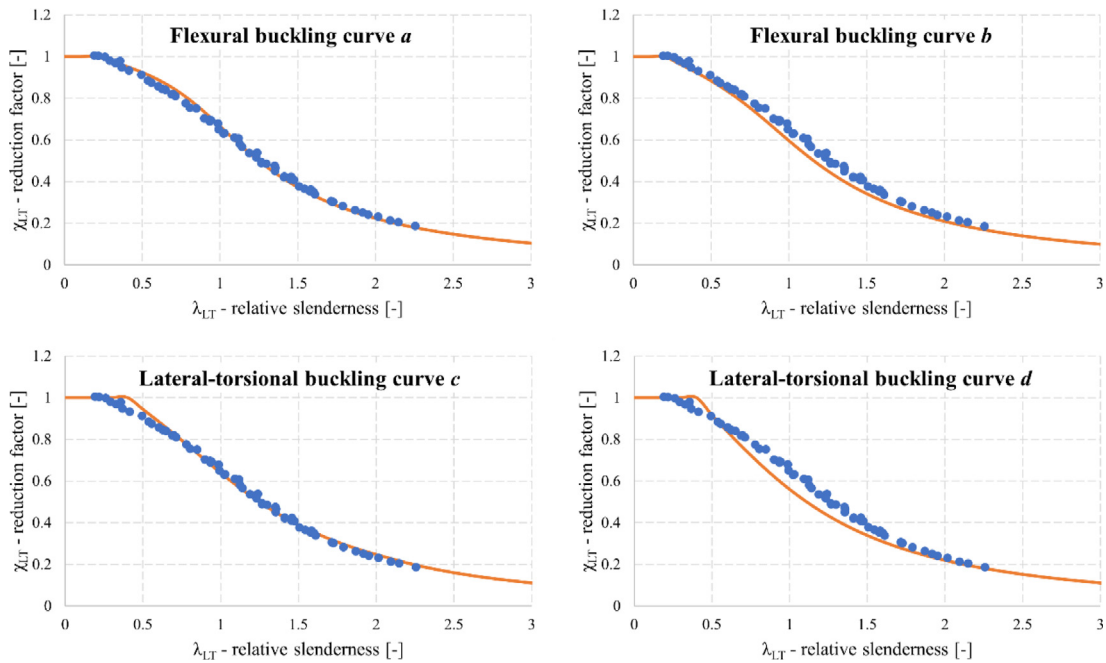 Flexural buckling curve a
χLT - reduction factor [-]
1.2
1
0.8
0.6
0.4
0.2
0
0 0.5 1 1.5 2 2.5 3
λLT - relative slenderness [-]
Flexural buckling curve b
χLT - reduction factor [-]
1.2
1
0.8
0.6
0.4
0.2
0
0 0.5 1 1.5 2 2.5 3
λLT - relative slenderness [-]
Lateral-torsional buckling curve c
χLT - reduction factor [-]
1.2
1
0.8
0.6
0.4
0.2
0
0 0.5 1 1.5 2 2.5 3
λLT - relative slenderness [-]
Lateral-torsional buckling curve d
χLT - reduction factor [-]
1.2
1
0.8
0.6
0.4
0.2
0
0 0.5 1 1.5 2 2.5 3
λLT - relative slenderness [-]